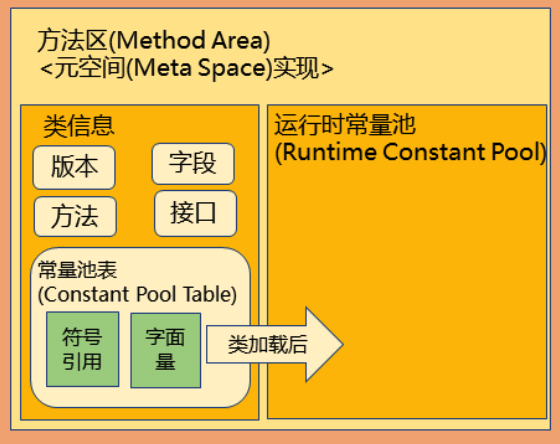 方法区(Method Area)
<元空间(Meta Space)实现>
类信息
版本
字段
方法
接口
常量池表
(Constant Pool Table)
符号
引用
字面
量
类加载后
运行时常量池
(Runtime Constant Pool)